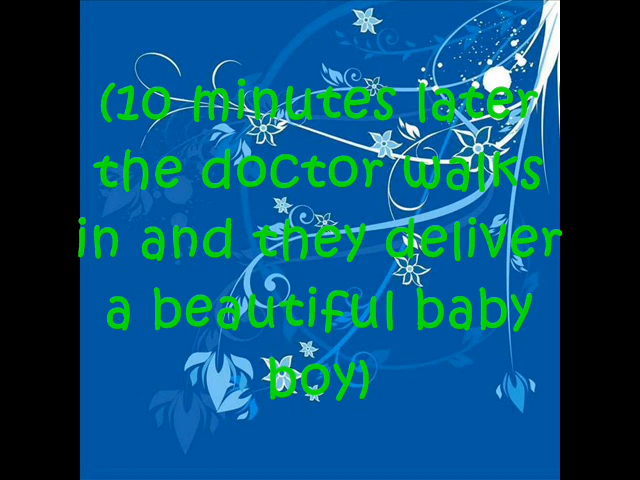 (10 minutes later
the doctor walks
in and they deliver
a beautiful baby
boy)